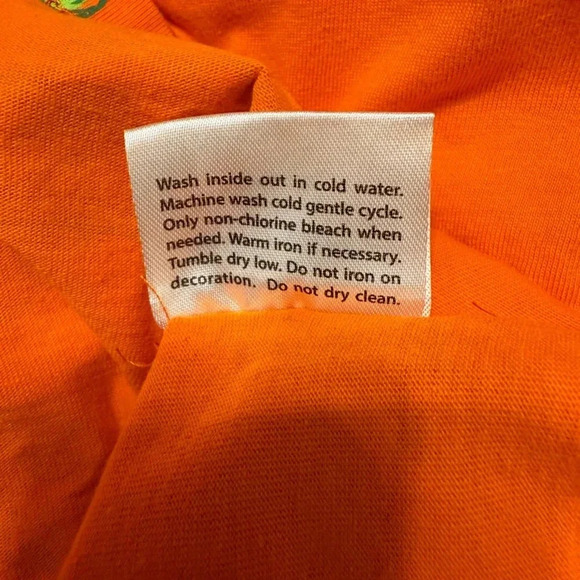 Wash inside out in cold water.
Machine wash cold gentle cycle.
Only non-chlorine bleach when
needed. Warm iron if necessary.
Tumble dry low. Do not iron on
decoration. Do not dry clean.